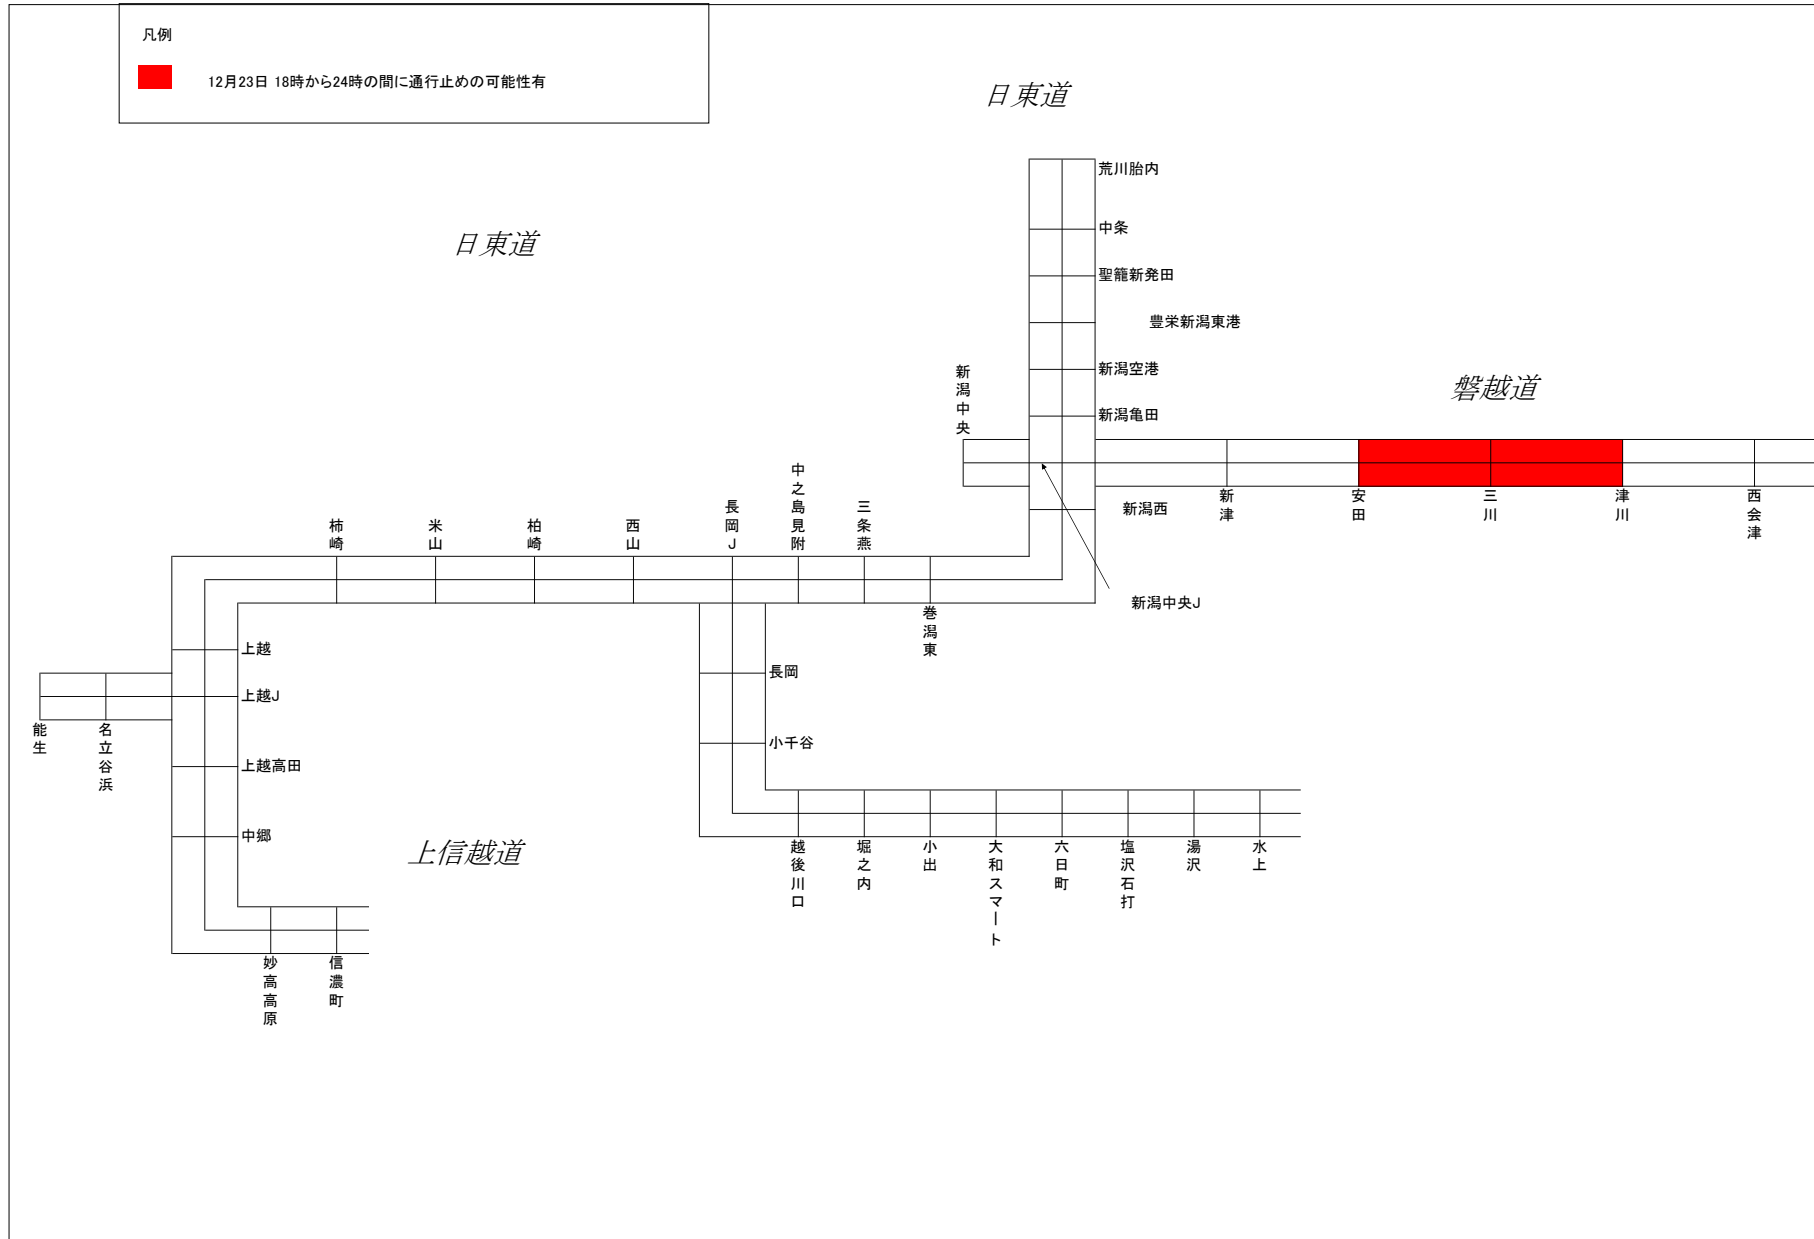 凡例
12月23日 18時から24時の間に通行止めの可能性有
日東道
日東道
荒川胎内
中条
聖籠新発田
豊栄新潟東港
新潟空港
新潟亀田
新潟中央
磐越道
新潟西
新津
安田
三川
津川
西会津
新潟中央J
柿崎
米山
柏崎
西山
長岡J
中之島見附
三条燕
巻潟東
上越
上越J
上越高田
中郷
能生
名立谷浜
上信越道
妙高高原
信濃町
長岡
小千谷
越後川口
堀之内
小出
大和スマート
六日町
塩沢石打
湯沢
水上